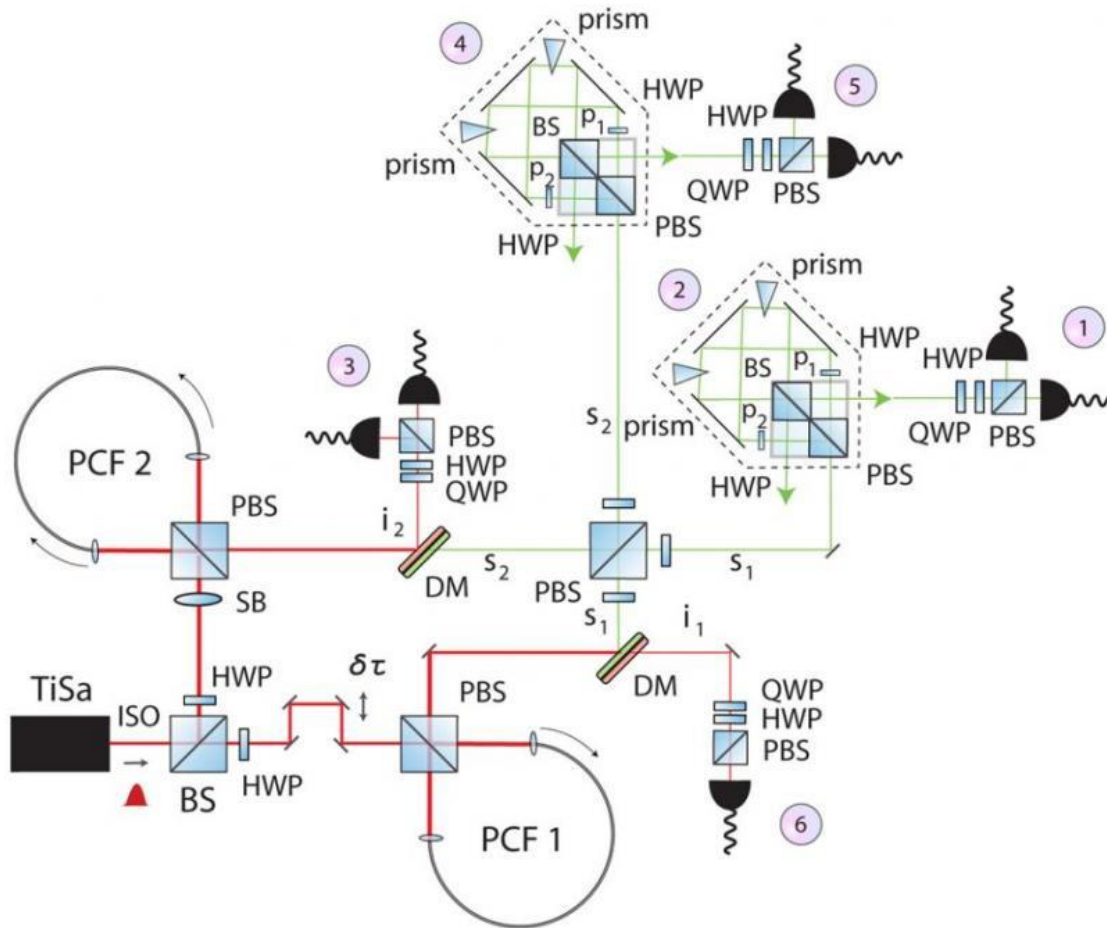 4
prism
HWP
5
HWP
BS
p1
prism
p2
QWP
PBS
HWP
PBS
2
prism
1
HWP
HWP
3
BS
p1
s2
prism
p2
QWP
PBS
PBS
HWP
QWP
HWP
PBS
PCF 2
PBS
i2
DM
s2
s1
PBS
SB
s1
i1
HWP
δτ
PBS
DM
TiSa
ISO
QWP
HWP
PBS
HWP
BS
PCF 1
6